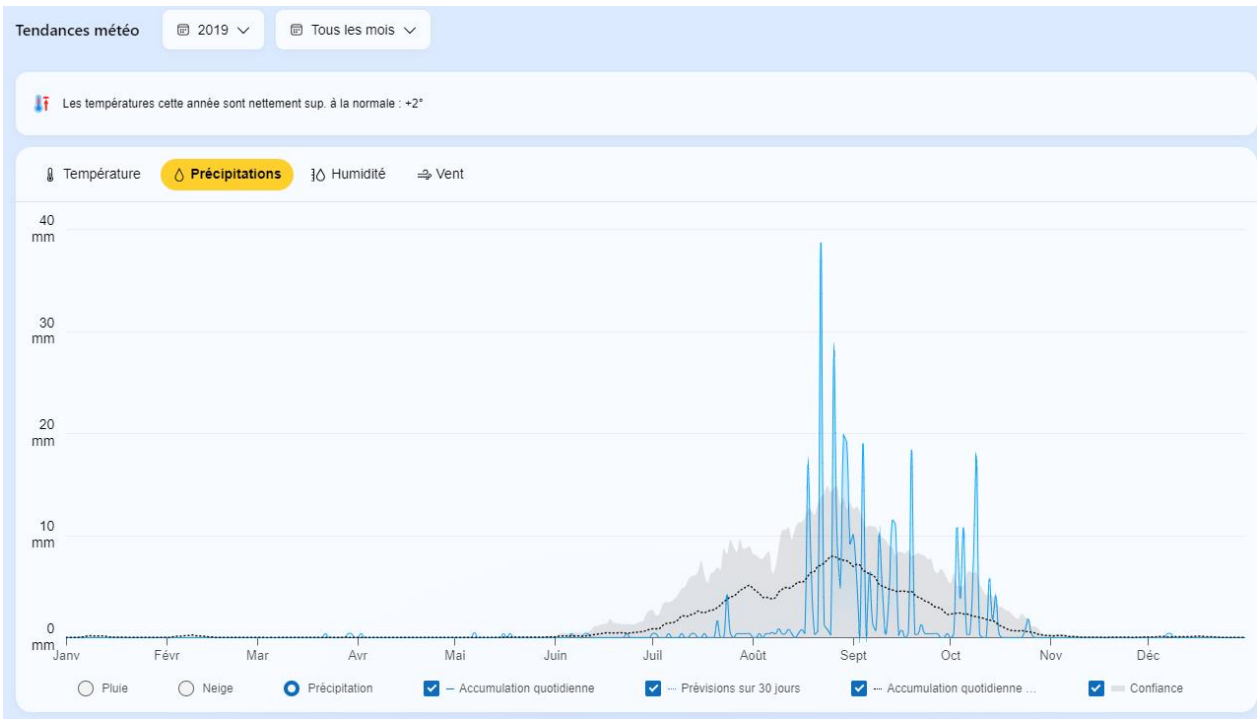 Tendances météo 2019 Tous les mois
Les températures cette année sont nettement sup. à la normale : +2°
Température Précipitations Humidité Vent
40
mm
30
mm
20
mm
10
mm
0
mm
Janv Févr Mar Avr Mai Juin Juil Août Sept Oct Nov Déc
Pluie Neige Précipitation Accumulation quotidienne Prévisions sur 30 jours Accumulation quotidienne ... Confiance